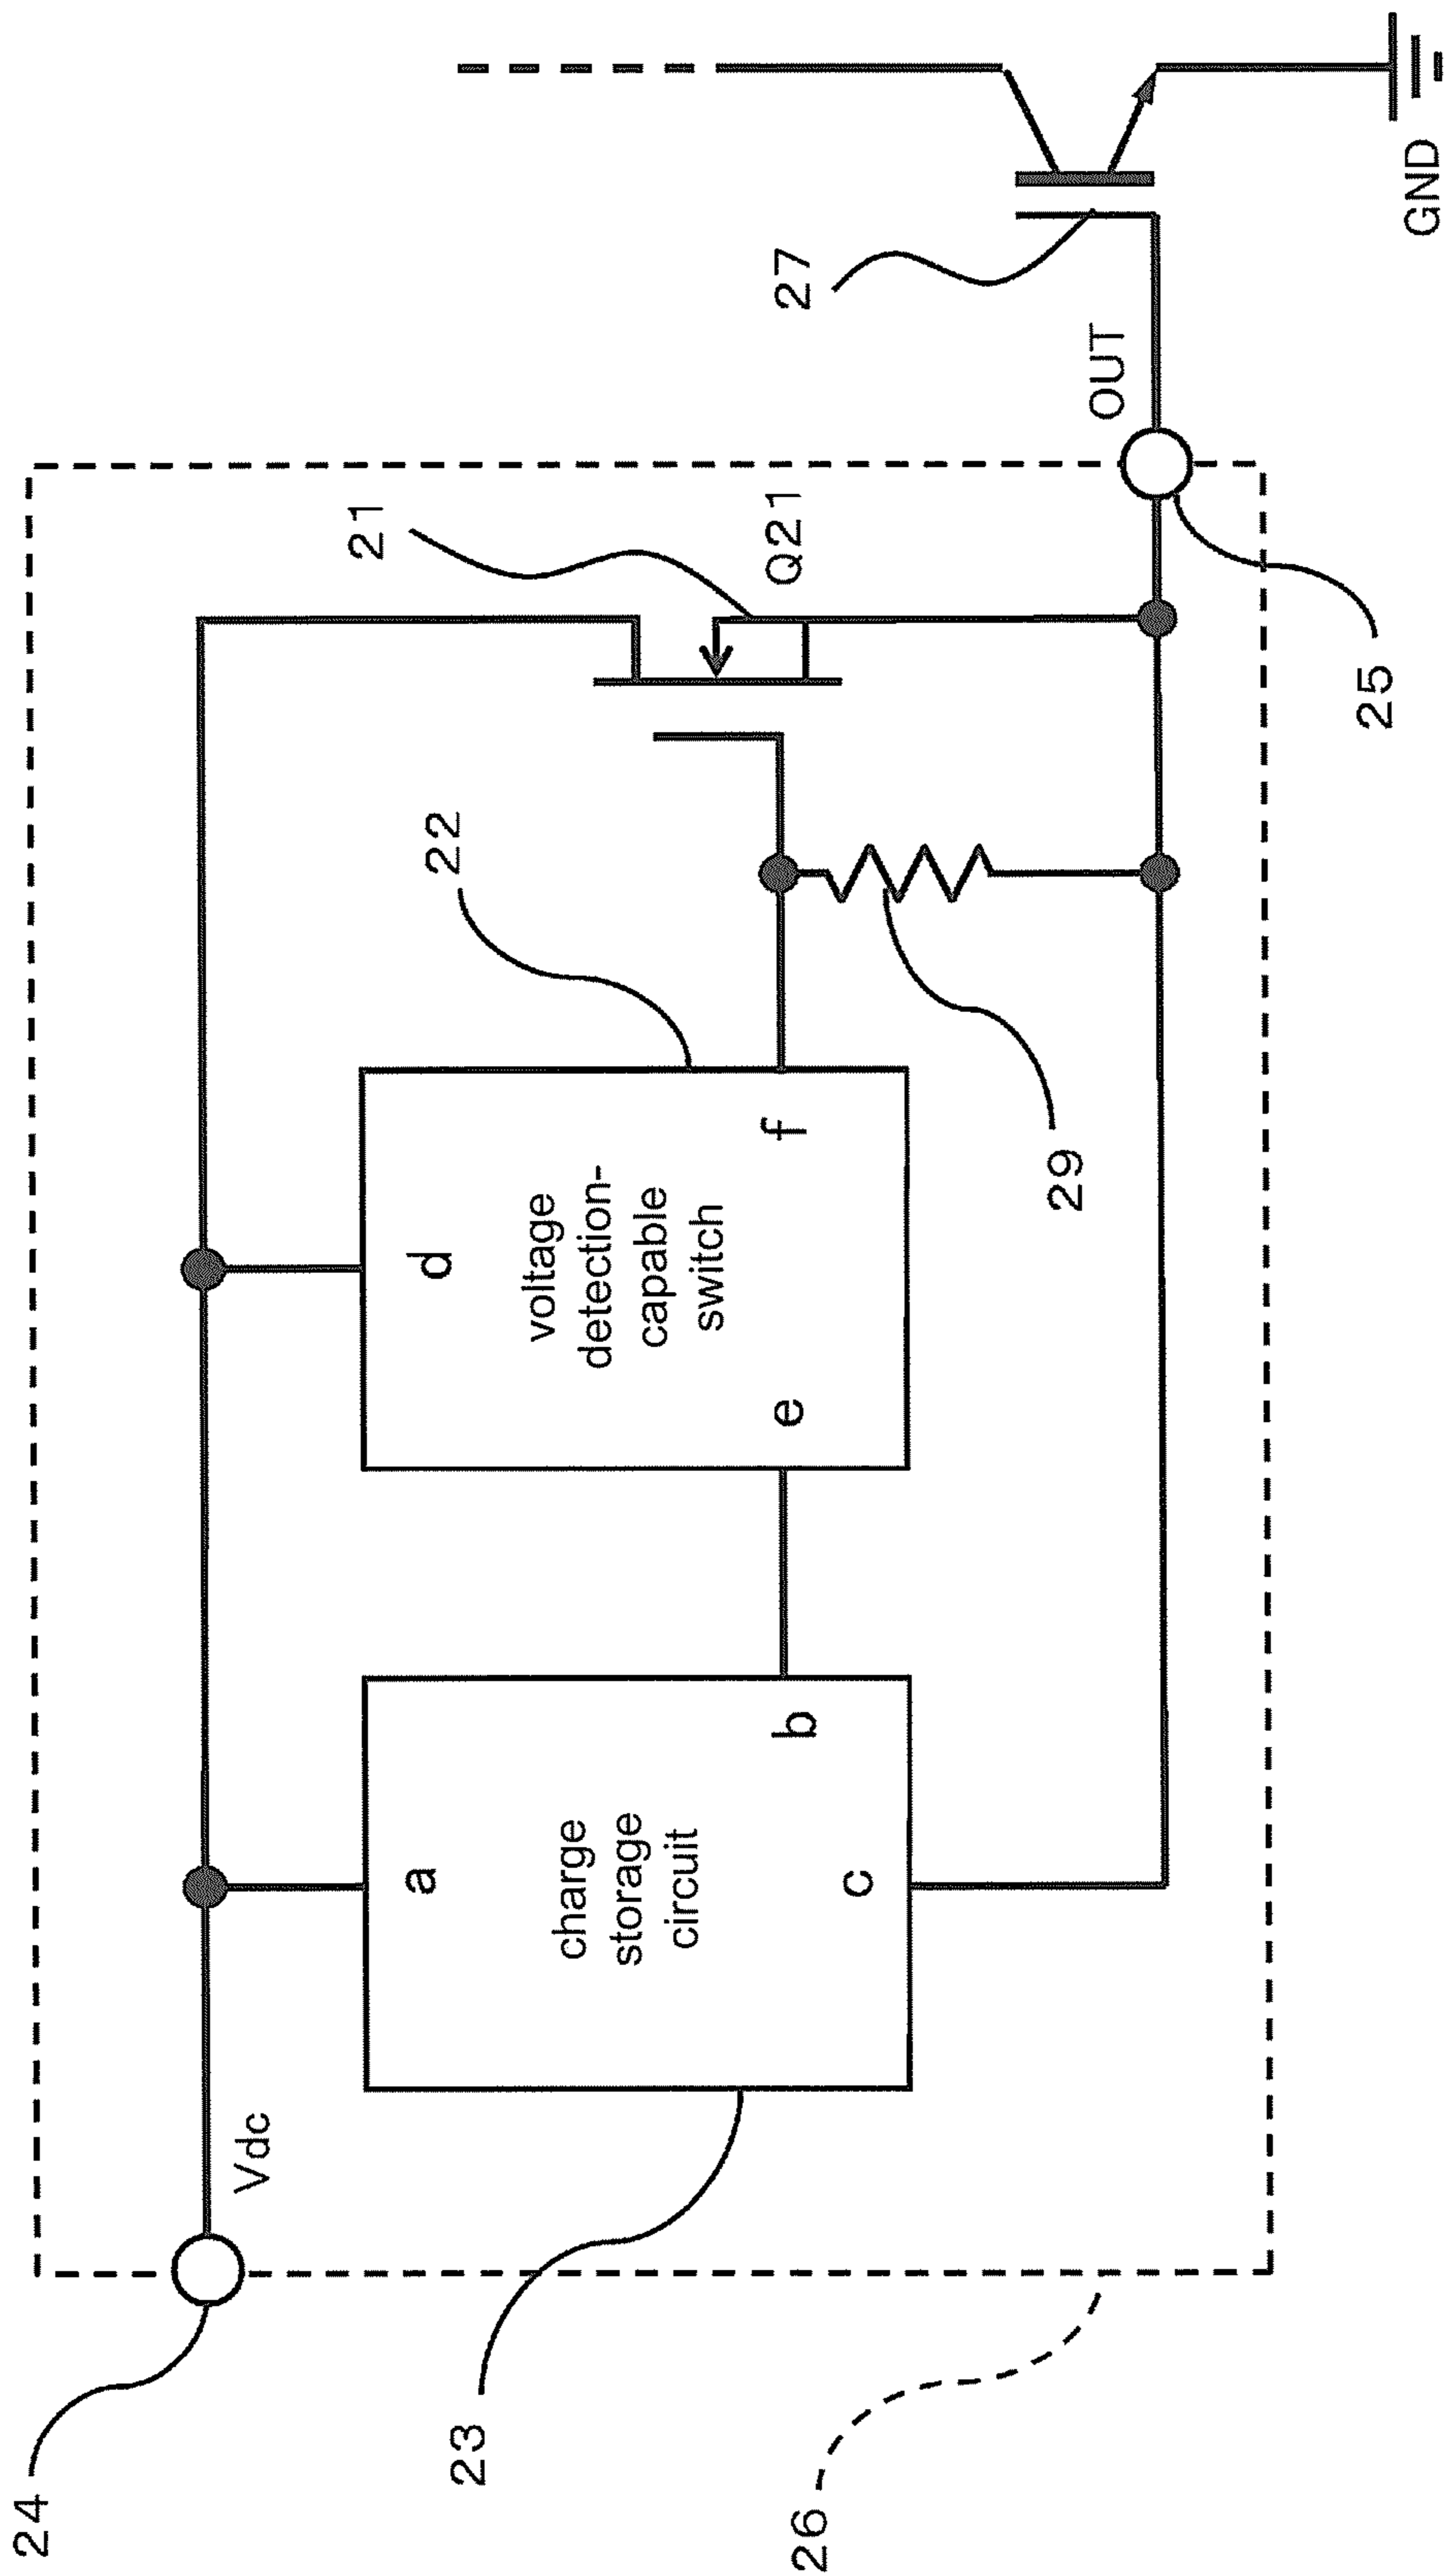 24
Vdc
23
a
charge
storage
circuit
b
c
26
22
d
voltage
detection-
capable
switch
e
f
29
21
Q21
25
OUT
27
GND